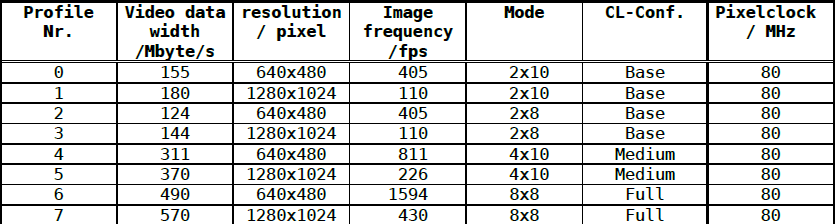 Profile Nr. Video data width /Mbyte/s resolution / pixel Image frequency /fps Mode CL-Conf. Pixelclock / MHz
0 155 640x480 405 2x10 Base 80
1 180 1280x1024 110 2x10 Base 80
2 124 640x480 405 2x8 Base 80
3 144 1280x1024 110 2x8 Base 80
4 311 640x480 811 4x10 Medium 80
5 370 1280x1024 226 4x10 Medium 80
6 490 640x480 1594 8x8 Full 80
7 570 1280x1024 430 8x8 Full 80